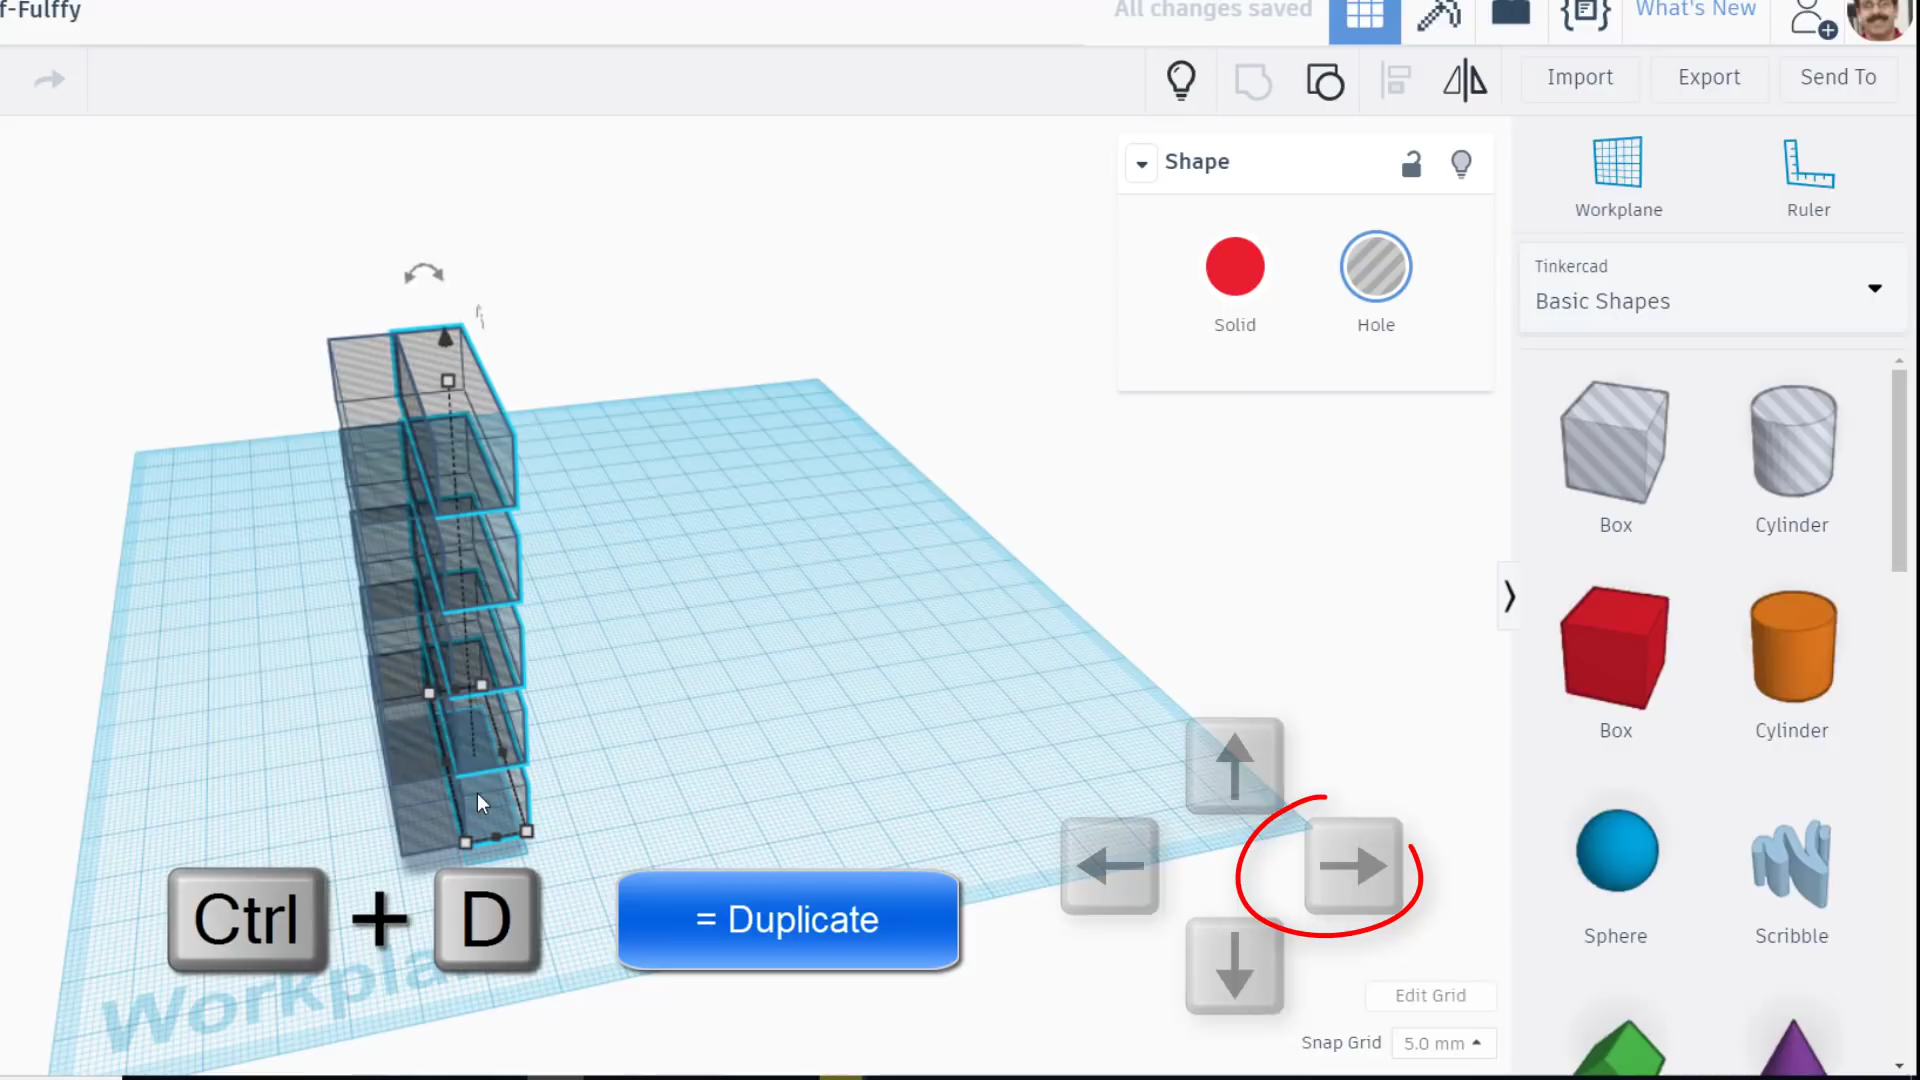 f-Fulffy
All changes saved
What's New
Import
Export
Send To
Shape
Solid
Hole
Workplane
Ruler
Tinkercad
Basic Shapes
Box
Cylinder
Box
Cylinder
Sphere
Scribble
Ctrl + D
= Duplicate
Edit Grid
Snap Grid 5.0 mm